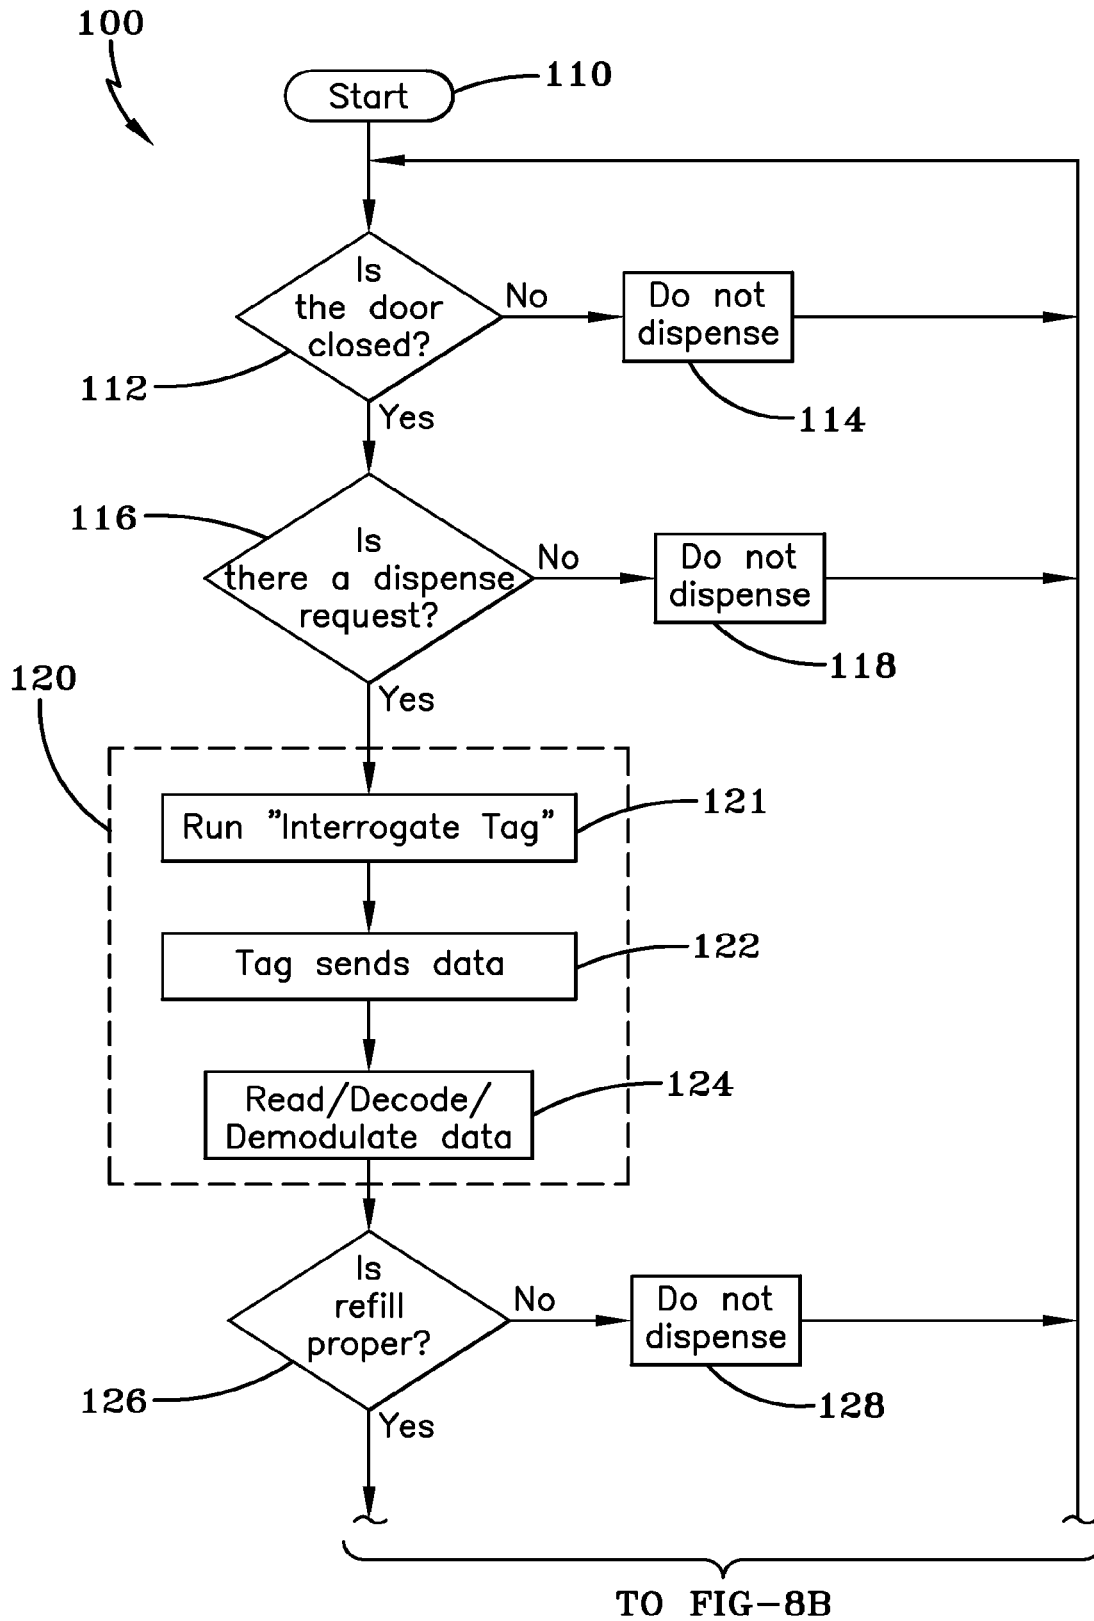 100
Start
110
Is
the door
closed?
No
Do not
dispense
112
114
Yes
116
Is
there a dispense
request?
No
Do not
dispense
118
120
Yes
Run "Interrogate Tag"
121
Tag sends data
122
Read/Decode/
Demodulate data
124
Is
refill
proper?
No
Do not
dispense
126
128
Yes
TO FIG-8B